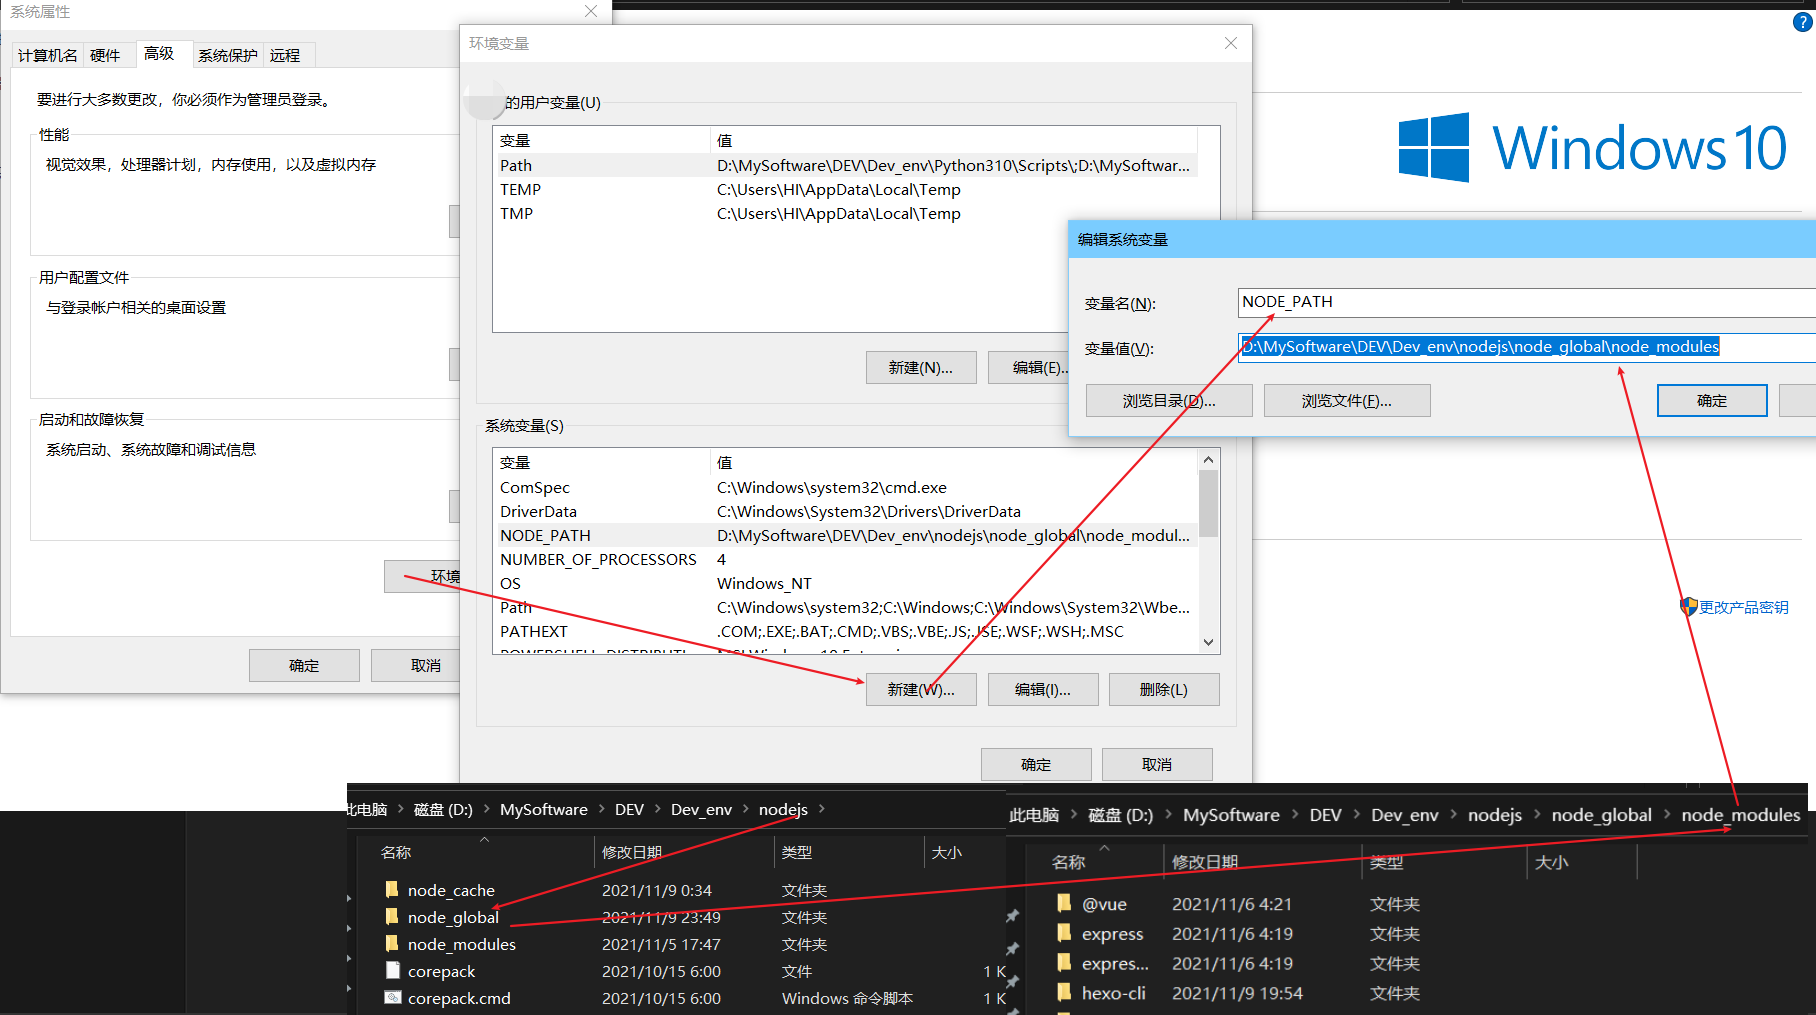 系统属性
计算机名 硬件 高级 系统保护 远程
要进行大多数更改，你必须作为管理员登录。
性能
视觉效果，处理器计划，内存使用，以及虚拟内存
用户配置文件
与登录帐户相关的桌面设置
启动和故障恢复
系统启动、系统故障和调试信息
环境
确定 取消
环境变量
的用户变量(U)
变量 值
Path D:\MySoftware\DEV\Dev_env\Python310\Scripts\;D:\MySoftwar...
TEMP C:\Users\HI\AppData\Local\Temp
TMP C:\Users\HI\AppData\Local\Temp
新建(N)... 编辑(E)...
系统变量(S)
变量 值
ComSpec C:\Windows\system32\cmd.exe
DriverData C:\Windows\System32\Drivers\DriverData
NODE_PATH D:\MySoftware\DEV\Dev_env\nodejs\node_global\node_modul...
NUMBER_OF_PROCESSORS 4
OS Windows_NT
Path C:\Windows\system32;C:\Windows;C:\Windows\System32\Wbe...
PATHEXT .COM;.EXE;.BAT;.CMD;.VBS;.VBE;.JS;.JSE;.WSF;.WSH;.MSC
新建(W)... 编辑(I)... 删除(L)
确定 取消
?
Windows 10
编辑系统变量
变量名(N): NODE_PATH
变量值(V): D:\MySoftware\DEV\Dev_env\nodejs\node_global\node_modules
浏览目录(D)... 浏览文件(F)... 确定
更改产品密钥
此电脑 > 磁盘 (D:) > MySoftware > DEV > Dev_env > nodejs >
名称 修改日期 类型 大小
node_cache 2021/11/9 0:34 文件夹
node_global 2021/11/9 23:49 文件夹
node_modules 2021/11/5 17:47 文件夹
corepack 2021/10/15 6:00 文件 1 K
corepack.cmd 2021/10/15 6:00 Windows 命令脚本 1 K
此电脑 > 磁盘 (D:) > MySoftware > DEV > Dev_env > nodejs > node_global > node_modules
名称 修改日期 类型 大小
@vue 2021/11/6 4:21 文件夹
express 2021/11/6 4:19 文件夹
expres... 2021/11/6 4:19 文件夹
hexo-cli 2021/11/9 19:54 文件夹